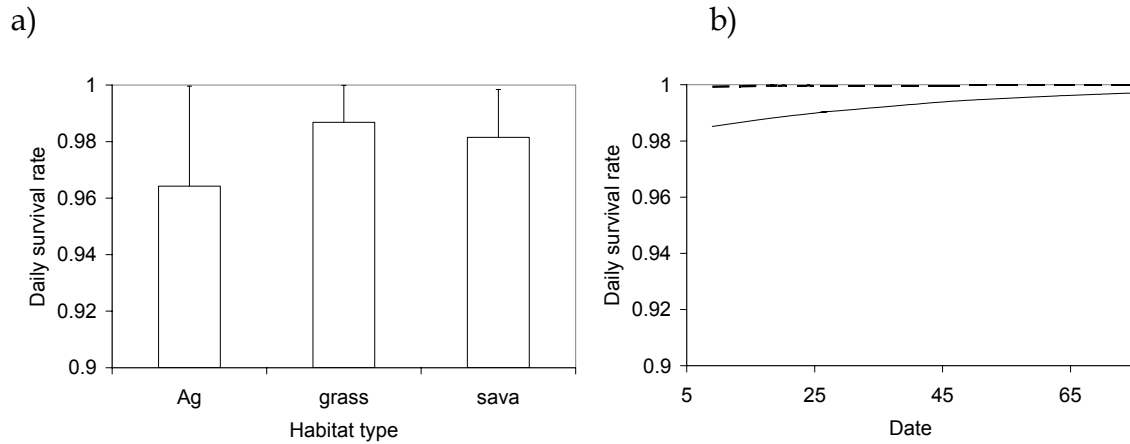 a)
1
0.98
0.96
0.94
0.92
0.9
Daily survival rate
Ag grass sava
Habitat type
b)
1
0.98
0.96
0.94
0.92
0.9
Daily survival rate
5 25 45 65
Date